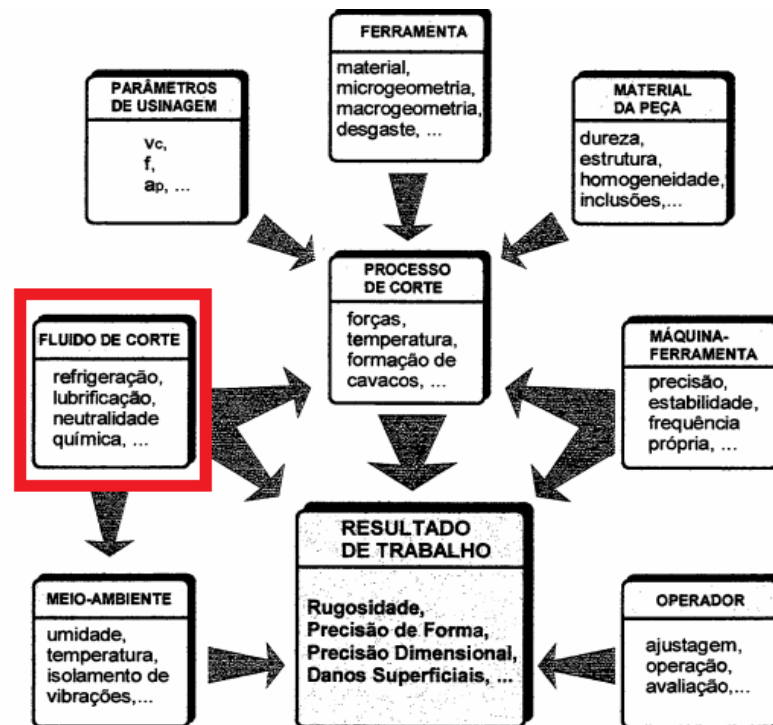 FERRAMENTA
material,
microgeometria,
macrogeometria,
desgaste, ...
PARÂMETROS
DE USINAGEM
vc,
f,
ap, ...
MATERIAL
DA PEÇA
dureza,
estrutura,
homogeneidade,
inclusões,...
PROCESSO
DE CORTE
forças,
temperatura,
formação de
cavacos, ...
FLUIDO DE CORTE
refrigeração,
lubrificação,
neutralidade
química, ...
MÁQUINA-
FERRAMENTA
precisão,
estabilidade,
frequência
própria, ...
RESULTADO
DE TRABALHO
Rugosidade,
Precisão de Forma,
Precisão Dimensional,
Danos Superficiais, ...
MEIO-AMBIENTE
umidade,
temperatura,
isolamento de
vibrações,...
OPERADOR
ajustagem,
operação,
avaliação,...